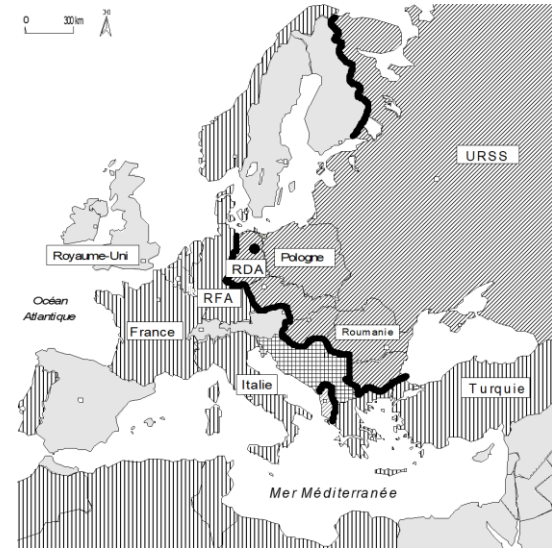 0 300 km N
URSS
Royaume-Uni
RDA
Pologne
Océan
Atlantique
RFA
France
Roumanie
Italie
Turquie
Mer Méditerranée